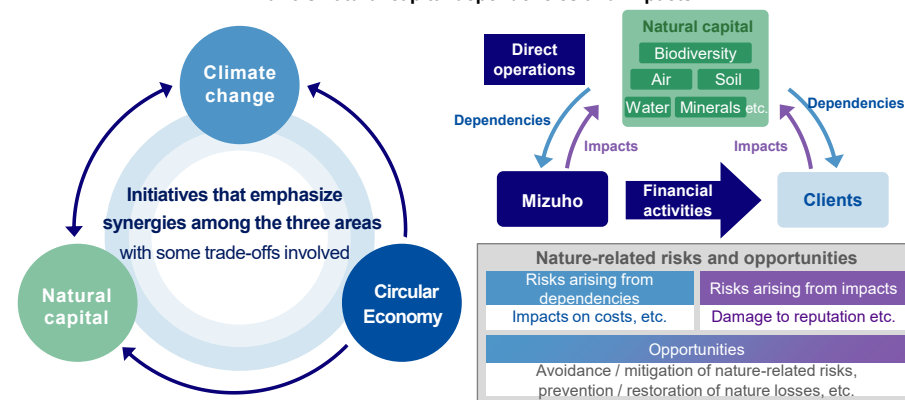 Climate
change
Initiatives that emphasize
synergies among the three areas
with some trade-offs involved
Natural
capital
Circular
Economy
Natural capital
Biodiversity
Air
Soil
Water
Minerals
etc.
Direct
operations
Dependencies
Impacts
Impacts
Dependencies
Mizuho
Financial
activities
Clients
Nature-related risks and opportunities
Risks arising from
dependencies
Impacts on costs, etc.
Risks arising from impacts
Damage to reputation etc.
Opportunities
Avoidance / mitigation of nature-related risks,
prevention / restoration of nature losses, etc.